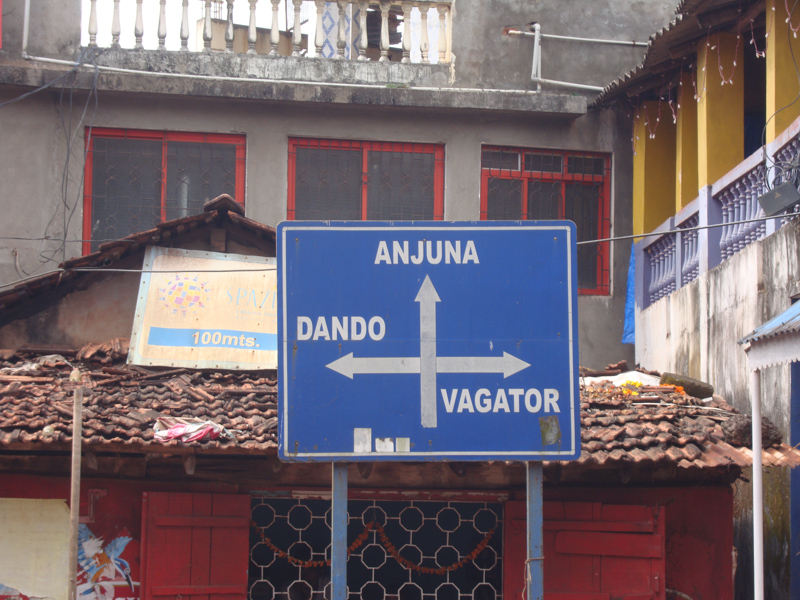 ANJUNA
DANDO
VAGATOR
100mts.